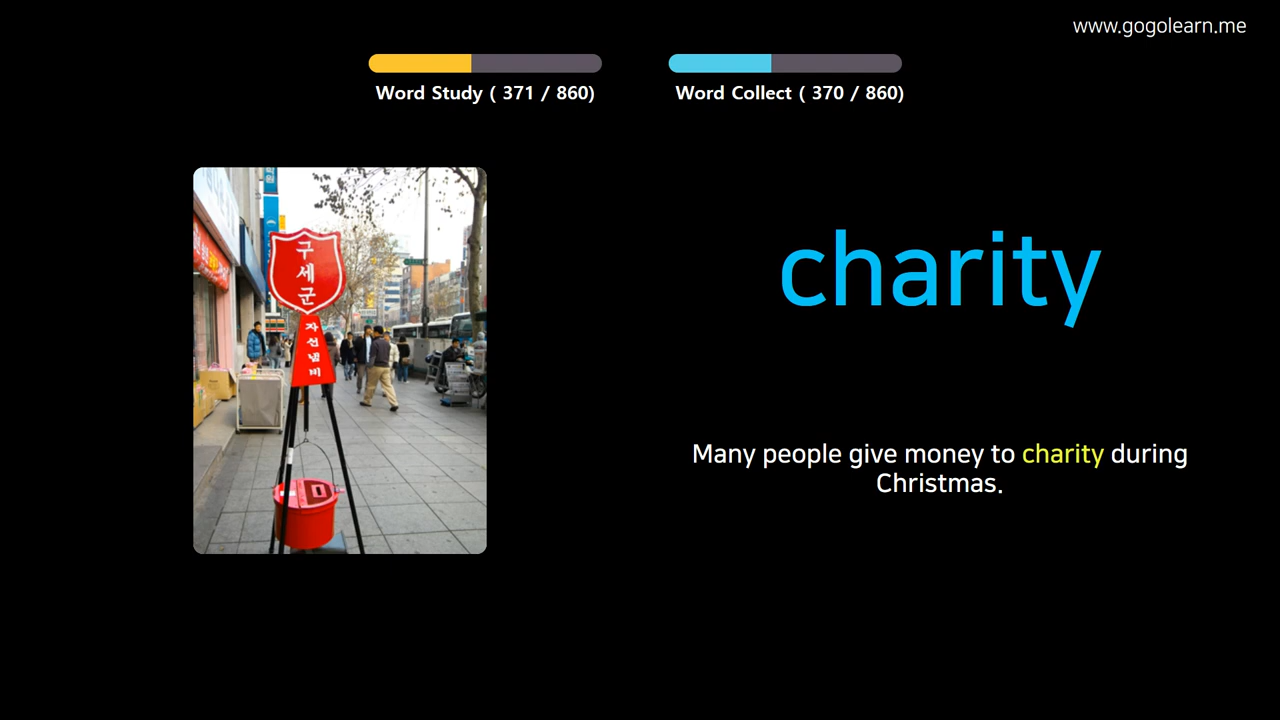 www.gogolearn.me
Word Study ( 371 / 860)
Word Collect ( 370 / 860)
구
세
군
자
선
냄
비
charity
Many people give money to charity during
Christmas.